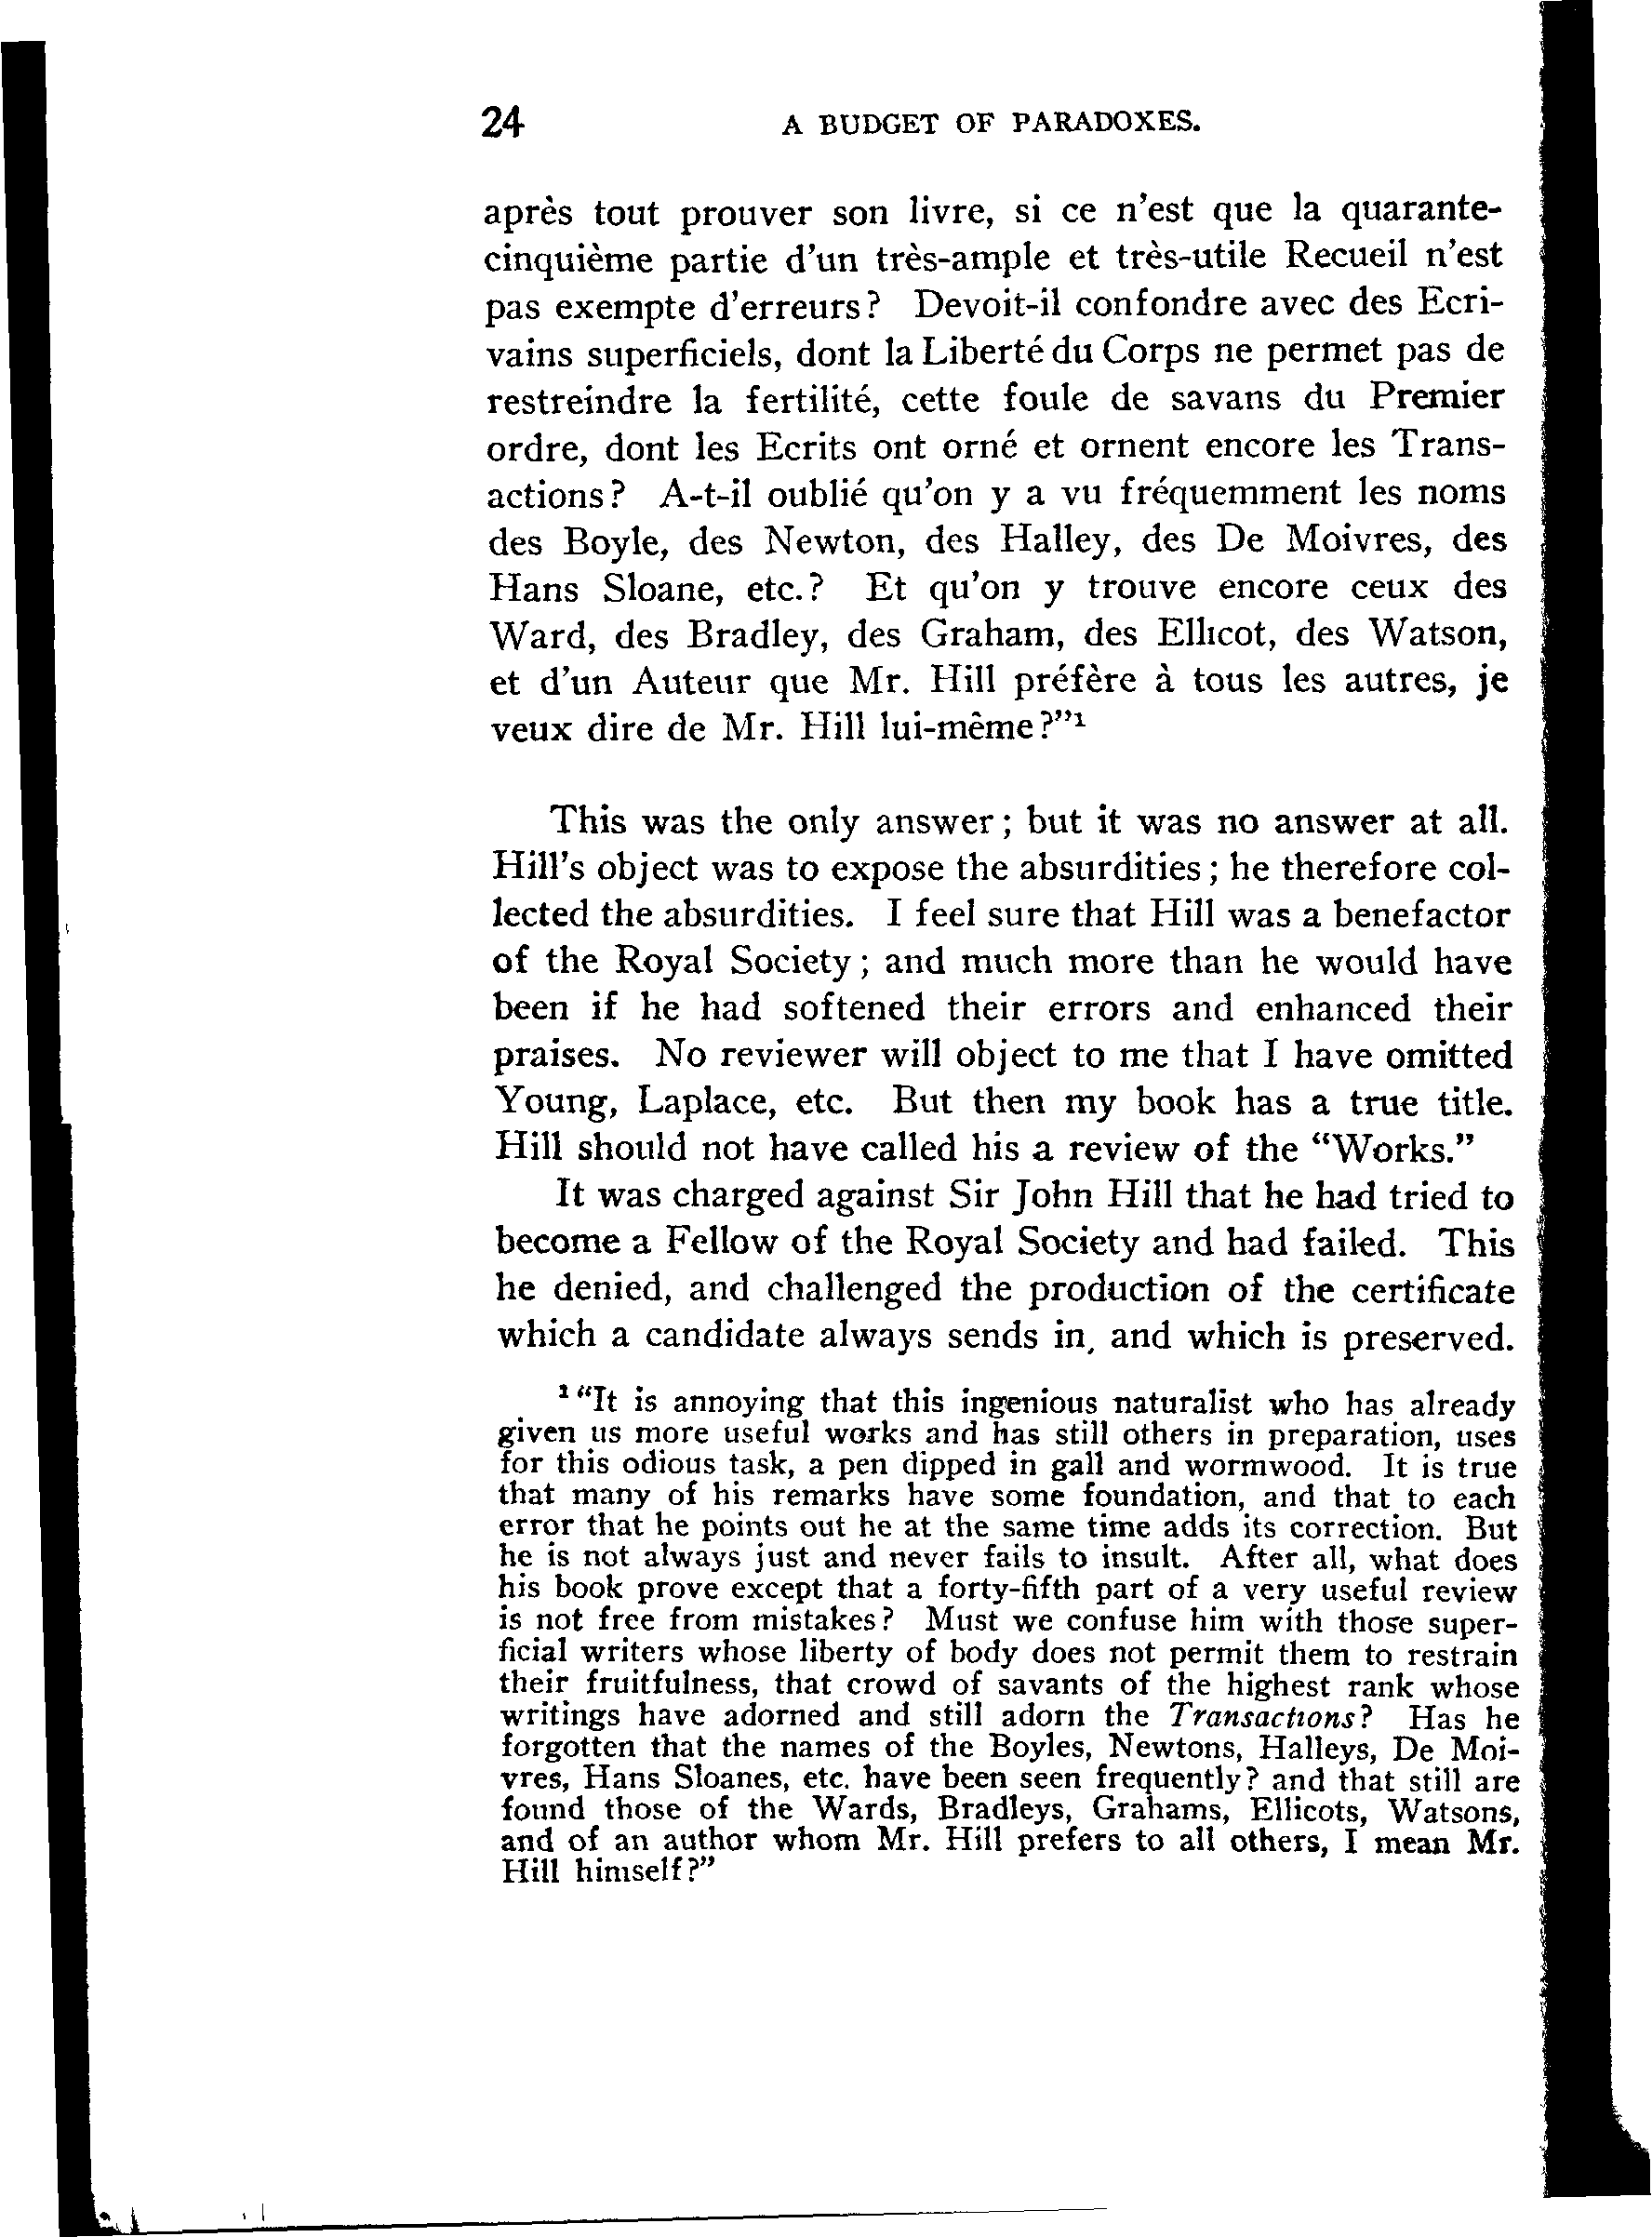 24 A BUDGET OF PARADOXES.
après tout prouver son livre, si ce n'est que la quarante-
cinquième partie d'un très-ample et très-utile Recueil n'est
pas exempte d'erreurs? Devoit-il confondre avec des Ecri-
vains superficiels, dont la Liberté du Corps ne permet pas de
restreindre la fertilité, cette foule de savans du Premier
ordre, dont les Ecrits ont orné et ornent encore les Trans-
actions? A-t-il oublié qu'on y a vu fréquemment les noms
des Boyle, des Newton, des Halley, des De Moivres, des
Hans Sloane, etc.? Et qu'on y trouve encore ceux des
Ward, des Bradley, des Graham, des Ellicot, des Watson,
et d'un Auteur que Mr. Hill préfère à tous les autres, je
veux dire de Mr. Hill lui-même?"¹
This was the only answer; but it was no answer at all.
Hill's object was to expose the absurdities; he therefore col-
lected the absurdities. I feel sure that Hill was a benefactor
of the Royal Society; and much more than he would have
been if he had softened their errors and enhanced their
praises. No reviewer will object to me that I have omitted
Young, Laplace, etc. But then my book has a true title.
Hill should not have called his a review of the "Works."
It was charged against Sir John Hill that he had tried to
become a Fellow of the Royal Society and had failed. This
he denied, and challenged the production of the certificate
which a candidate always sends in, and which is preserved.
¹ "It is annoying that this ingenious naturalist who has already
given us more useful works and has still others in preparation, uses
for this odious task, a pen dipped in gall and wormwood. It is true
that many of his remarks have some foundation, and that to each
error that he points out he at the same time adds its correction. But
he is not always just and never fails to insult. After all, what does
his book prove except that a forty-fifth part of a very useful review
is not free from mistakes? Must we confuse him with those super-
ficial writers whose liberty of body does not permit them to restrain
their fruitfulness, that crowd of savants of the highest rank whose
writings have adorned and still adorn the Transactions? Has he
forgotten that the names of the Boyles, Newtons, Halleys, De Moi-
vres, Hans Sloanes, etc. have been seen frequently? and that still are
found those of the Wards, Bradleys, Grahams, Ellicots, Watsons,
and of an author whom Mr. Hill prefers to all others, I mean Mr.
Hill himself?"